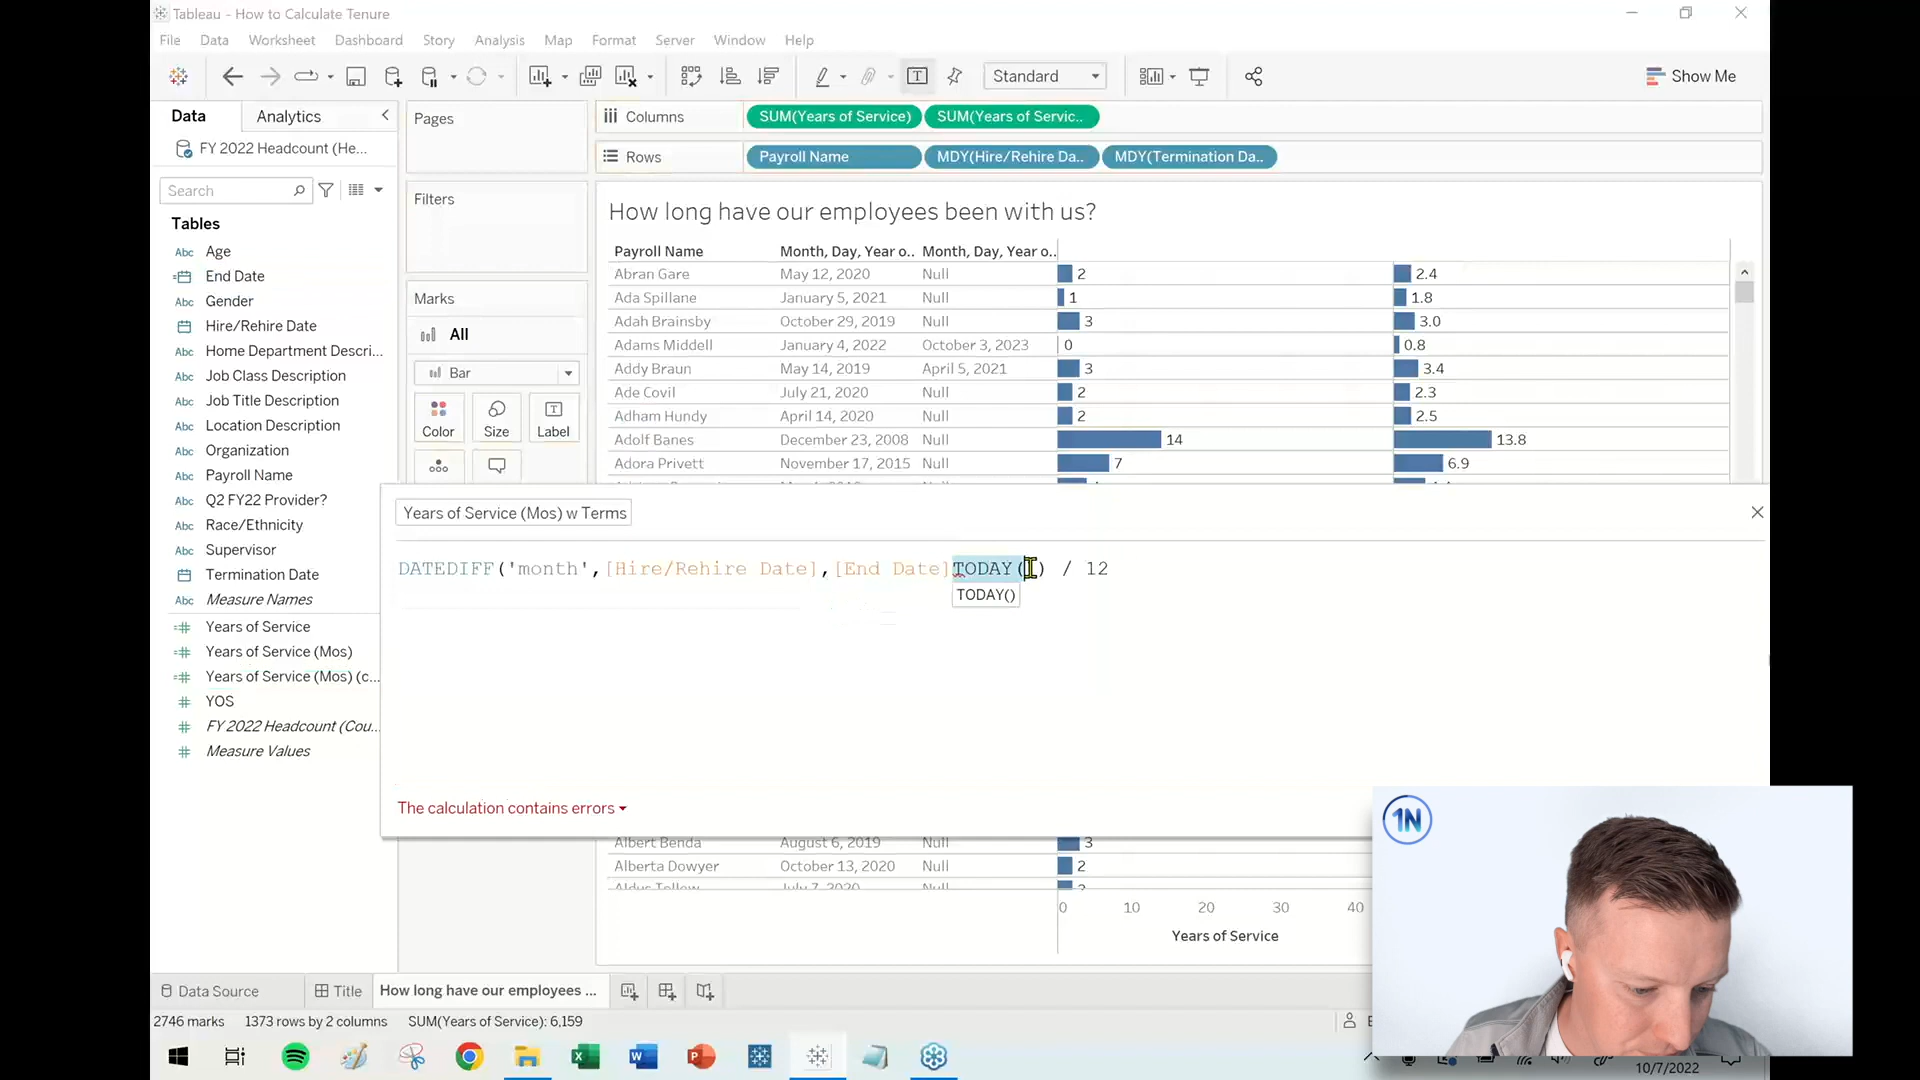 Tableau - How to Calculate Tenure
File Data Worksheet Dashboard Story Analysis Map Format Server Window Help
Standard
Show Me
Data Analytics
Pages
Columns SUM(Years of Service) SUM(Years of Servic..
FY 2022 Headcount (He...
Rows Payroll Name MDY(Hire/Rehire Da.. MDY(Termination Da..
Search
Filters
Tables
How long have our employees been with us?
Abc Age
Payroll Name Month, Day, Year o.. Month, Day, Year o..
End Date
Abran Gare May 12, 2020 Null 2 2.4
Abc Gender
Marks
Ada Spillane January 5, 2021 Null 1 1.8
Hire/Rehire Date
All
Adah Brainsby October 29, 2019 Null 3 3.0
Abc Home Department Descri...
Adams Middell January 4, 2022 October 3, 2023 0 0.8
Abc Job Class Description
Bar
Addy Braun May 14, 2019 April 5, 2021 3 3.4
Abc Job Title Description
Ade Covil July 21, 2020 Null 2 2.3
Abc Location Description
Color Size Label
Adham Hundy April 14, 2020 Null 2 2.5
Abc Organization
Adolf Banes December 23, 2008 Null 14 13.8
Abc Payroll Name
Adora Privett November 17, 2015 Null 7 6.9
Abc Q2 FY22 Provider?
Abc Race/Ethnicity
Abc Supervisor
Termination Date
Abc Measure Names
Years of Service
Years of Service (Mos)
Years of Service (Mos) (c...
YOS
FY 2022 Headcount (Cou...
Measure Values
Years of Service (Mos) w Terms
DATEDIFF('month',[Hire/Rehire Date],[End Date]TODAY()) / 12
TODAY()
The calculation contains errors
1N
Albert Benda August 6, 2019 Null 3
Alberta Dowyer October 13, 2020 Null 2
0 10 20 30 40
Years of Service
Data Source Title How long have our employees ...
2746 marks 1373 rows by 2 columns SUM(Years of Service): 6,159
10/7/2022